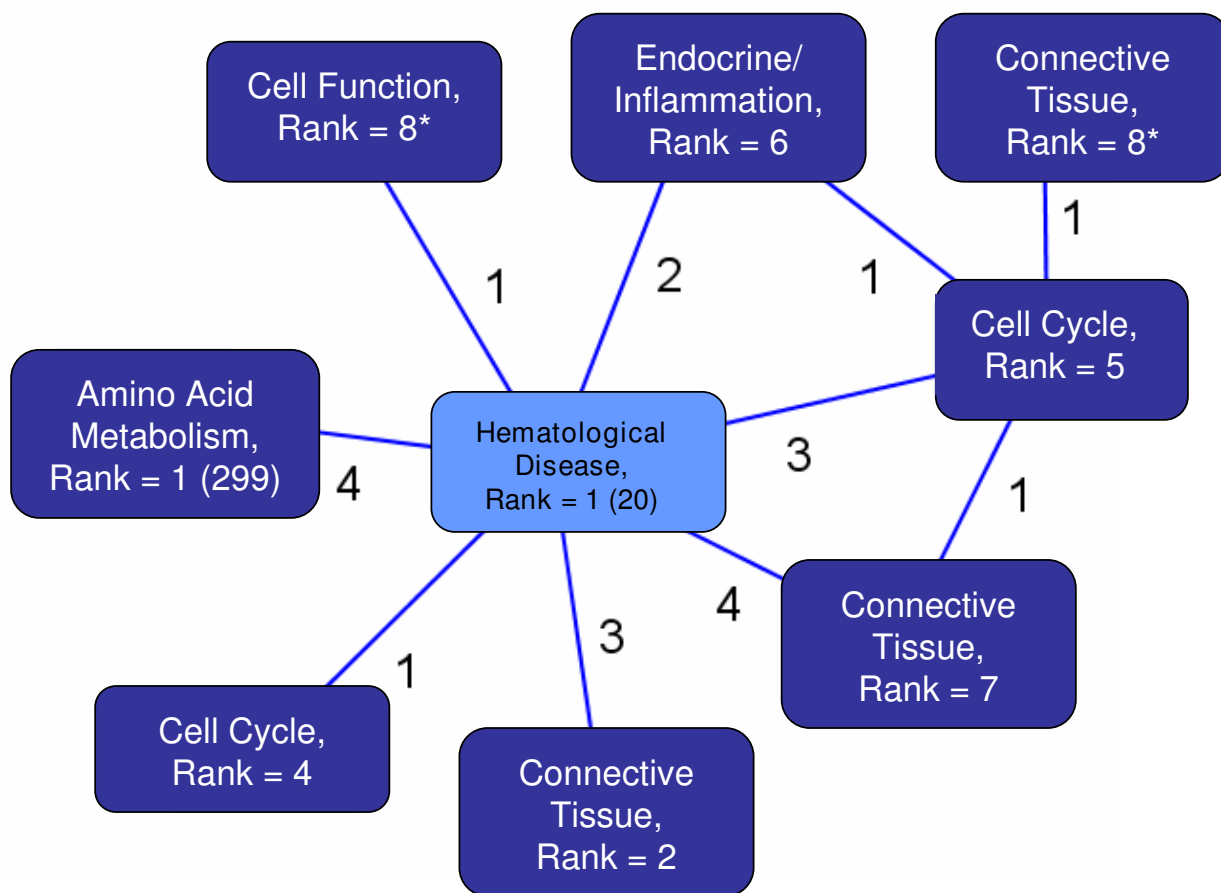 Cell Function,
Rank = 8*
Endocrine/
Inflammation,
Rank = 6
Connective
Tissue,
Rank = 8*
1
2
1
1
Cell Cycle,
Rank = 5
Amino Acid
Metabolism,
Rank = 1 (299)
4
Hematological
Disease,
Rank = 1 (20)
3
1
Connective
Tissue,
Rank = 7
4
3
1
Cell Cycle,
Rank = 4
Connective
Tissue,
Rank = 2